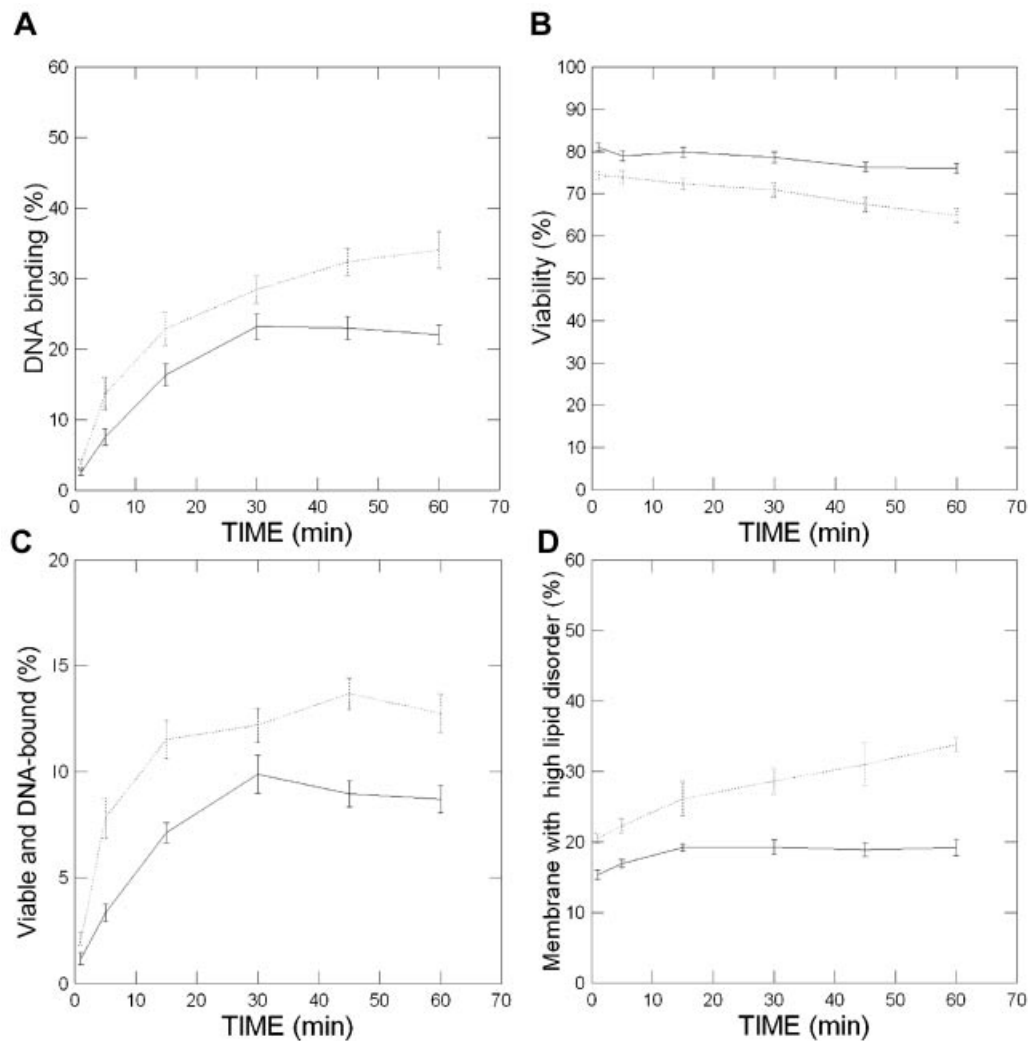 A
DNA binding (%)
60
50
40
30
20
10
0
0 10 20 30 40 50 60 70
TIME (min)
B
Viability (%)
100
90
80
70
60
50
40
30
20
10
0
0 10 20 30 40 50 60 70
TIME (min)
C
Viable and DNA-bound (%)
20
15
10
5
0
0 10 20 30 40 50 60 70
TIME (min)
D
Membrane with high lipid disorder (%)
60
50
40
30
20
10
0
0 10 20 30 40 50 60 70
TIME (min)